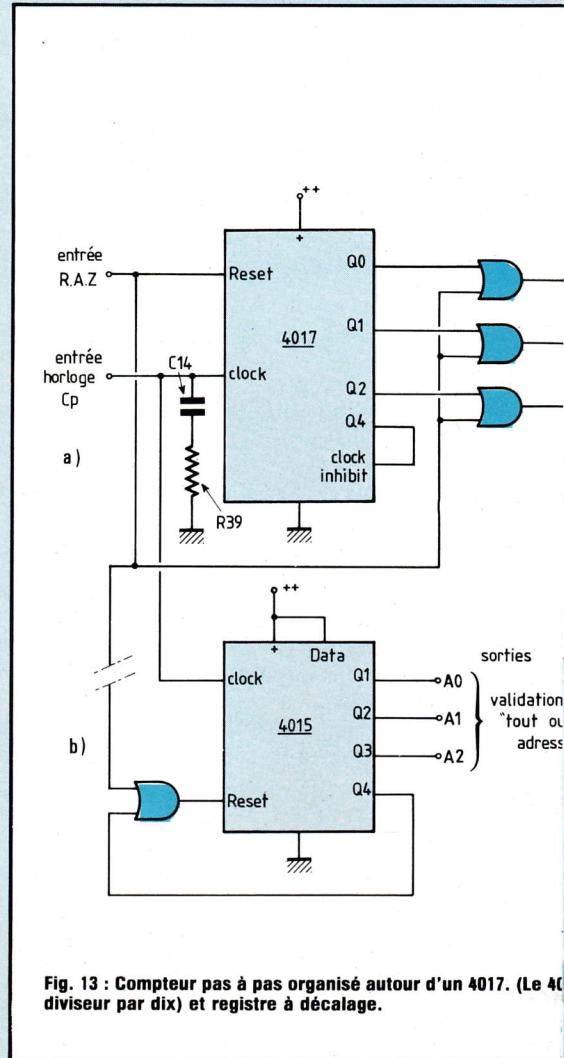 ++
+
entrée
R.A.Z
Reset
Q0
entrée
horloge
Cp
C14
clock
4017
Q1
Q2
Q4
clock
inhibit
a)
R39
++
+
Data
sorties
clock
Q1
A0
validation
4015
Q2
A1
"tout ou
b)
Q3
A2
adress
Q4
Reset
Fig. 13 : Compteur pas à pas organisé autour d'un 4017. (Le 40
diviseur par dix) et registre à décalage.